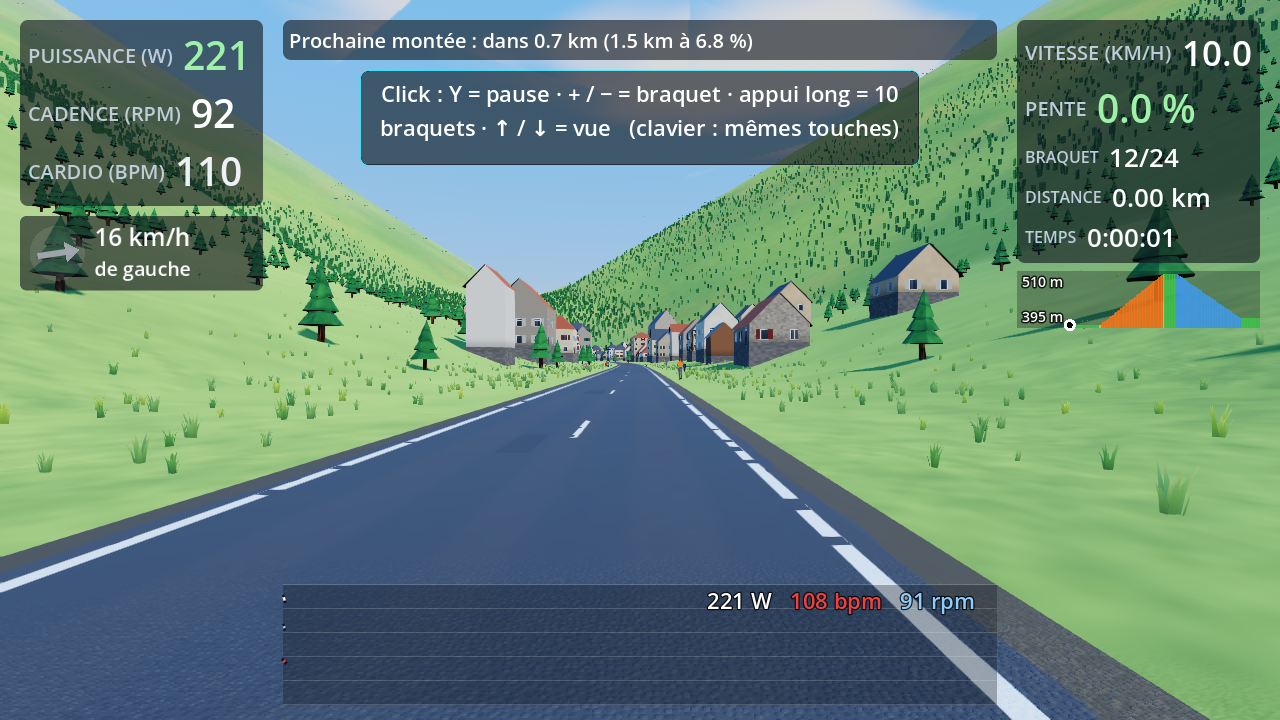 PUISSANCE (W) 221
CADENCE (RPM) 92
CARDIO (BPM) 110
16 km/h
de gauche
Prochaine montée : dans 0.7 km (1.5 km à 6.8 %)
Click : Y = pause · + / − = braquet · appui long = 10
braquets · ↑ / ↓ = vue (clavier : mêmes touches)
VITESSE (KM/H) 10.0
PENTE 0.0 %
BRAQUET 12/24
DISTANCE 0.00 km
TEMPS 0:00:01
510 m
395 m
221 W 108 bpm 91 rpm